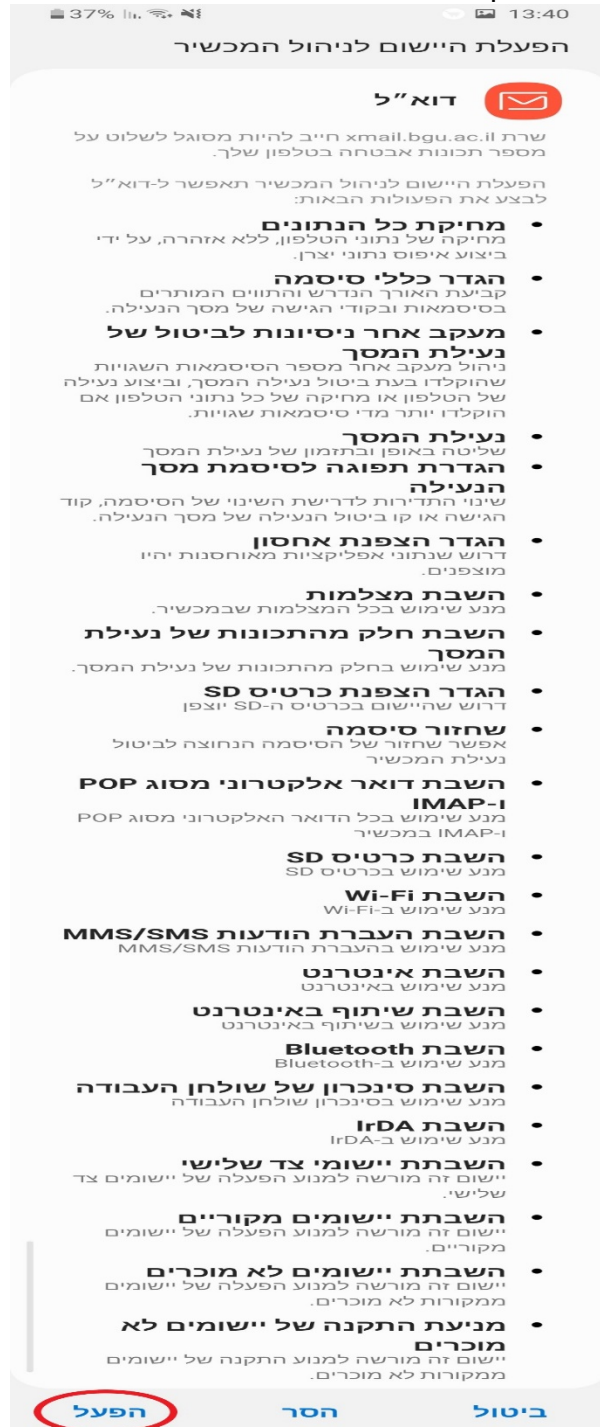 37% 13:40
הפעלת היישום לניהול המכשיר
דוא״ל
שרת xmail.bgu.ac.il חייב להיות מסוגל לשלוט על
מספר תכונות אבטחה בטלפון שלך.
הפעלת היישום לניהול המכשיר תאפשר ל-דוא״ל
לבצע את הפעולות הבאות:
• מחיקת כל הנתונים
מחיקה של נתוני הטלפון, ללא אזהרה, על ידי
ביצוע איפוס נתוני יצרן.
• הגדר כללי סיסמה
קביעת האורך הנדרש והתווים המותרים
בסיסמאות ובקודי הגישה של מסך הנעילה.
• מעקב אחר ניסיונות לביטול של
נעילת המסך
ניהול מעקב אחר מספר הסיסמאות השגויות
שהוקלדו בעת ביטול נעילה המסך, וביצוע נעילה
של הטלפון או מחיקה של כל נתוני הטלפון אם
הוקלדו יותר מדי סיסמאות שגויות.
• נעילת המסך
שליטה באופן ובתזמון של נעילת המסך
• הגדרת תפוגה לסיסמת מסך
הנעילה
שינוי התדירות לדרישת השינוי של הסיסמה, קוד
הגישה או קו ביטול הנעילה של מסך הנעילה.
• הגדר הצפנת אחסון
דרוש שנתוני אפליקציות מאוחסנות יהיו
מוצפנים.
• השבת מצלמות
מנע שימוש בכל המצלמות שבמכשיר.
• השבת חלק מהתכונות של נעילת
המסך
מנע שימוש בחלק מהתכונות של נעילת המסך.
• הגדר הצפנת כרטיס SD
דרוש שהיישום בכרטיס ה-SD יוצפן
• שחזור סיסמה
אפשר שחזור של הסיסמה הנחוצה לביטול
נעילת המכשיר
• השבת דואר אלקטרוני מסוג POP
ו-IMAP
מנע שימוש בכל הדואר האלקטרוני מסוג POP
ו-IMAP במכשיר
• השבת כרטיס SD
מנע שימוש בכרטיס SD
• השבת Wi-Fi
מנע שימוש ב-Wi-Fi
• השבת העברת הודעות MMS/SMS
מנע שימוש בהעברת הודעות MMS/SMS
• השבת אינטרנט
מנע שימוש באינטרנט
• השבת שיתוף באינטרנט
מנע שימוש בשיתוף באינטרנט
• השבת Bluetooth
מנע שימוש ב-Bluetooth
• השבת סינכרון של שולחן העבודה
מנע שימוש בסינכרון שולחן העבודה
• השבת IrDA
מנע שימוש ב-IrDA
• השבתת יישומי צד שלישי
יישום זה מורשה למנוע הפעלה של יישומים צד
שלישי.
• השבתת יישומים מקוריים
יישום זה מורשה למנוע הפעלה של יישומים
מקוריים.
• השבתת יישומים לא מוכרים
יישום זה מורשה למנוע הפעלה של יישומים
ממקורות לא מוכרים.
• מניעת התקנה של יישומים לא
מוכרים
יישום זה מורשה למנוע התקנה של יישומים
ממקורות לא מוכרים.
ביטול הסר הפעל